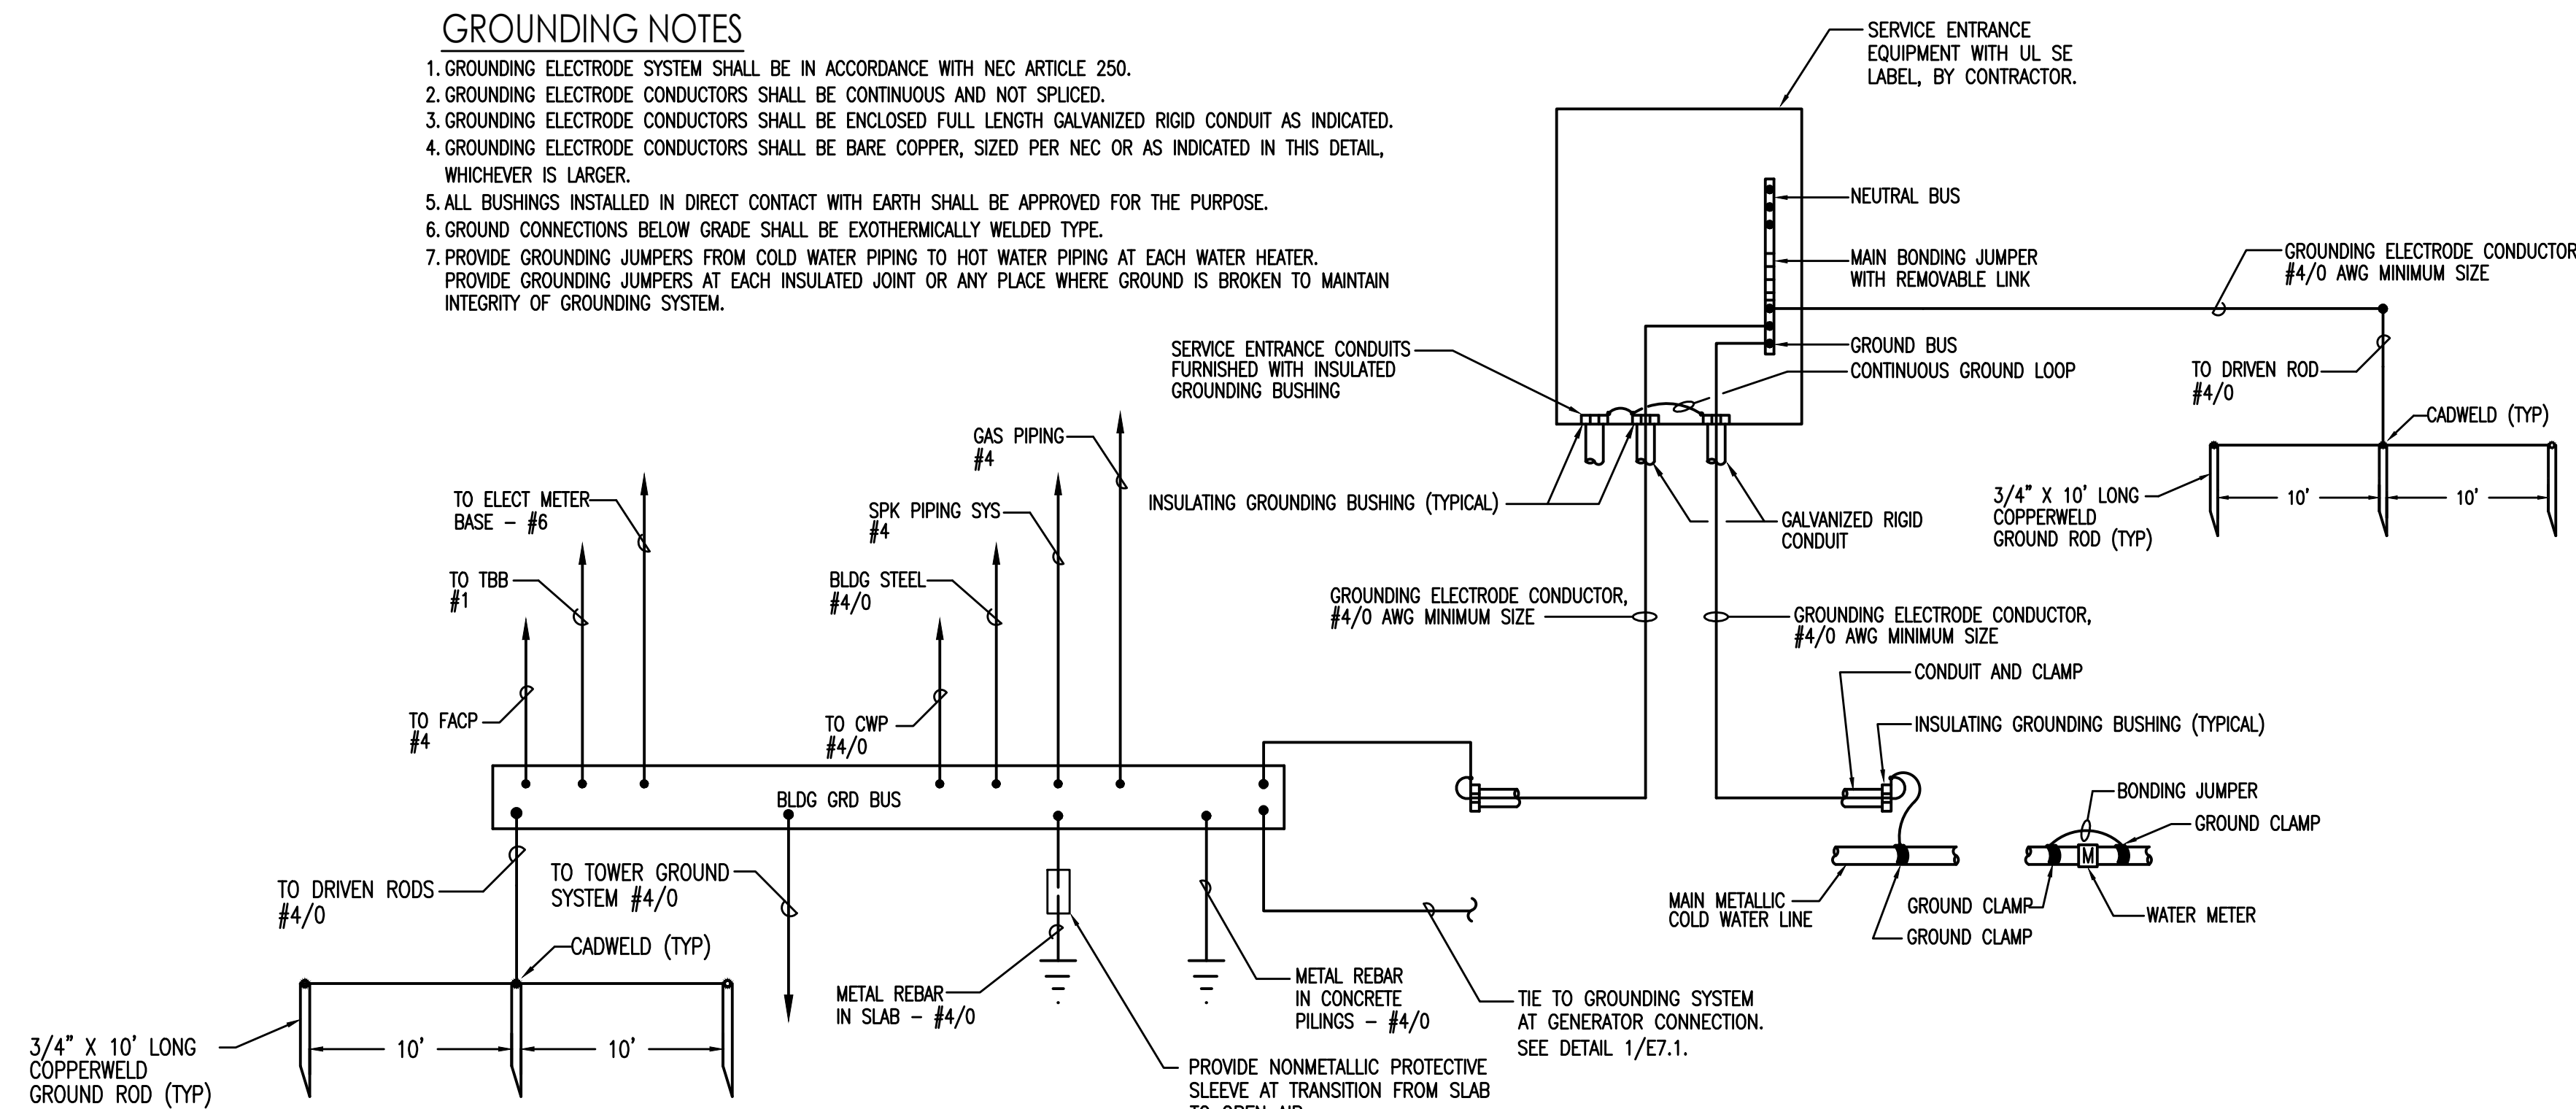 GROUNDING NOTES
1. GROUNDING ELECTRODE SYSTEM SHALL BE IN ACCORDANCE WITH NEC ARTICLE 250.
2. GROUNDING ELECTRODE CONDUCTORS SHALL BE CONTINUOUS AND NOT SPLICED.
3. GROUNDING ELECTRODE CONDUCTORS SHALL BE ENCLOSED FULL LENGTH GALVANIZED RIGID CONDUIT AS INDICATED.
4. GROUNDING ELECTRODE CONDUCTORS SHALL BE BARE COPPER, SIZED PER NEC OR AS INDICATED IN THIS DETAIL,
WHICHEVER IS LARGER.
5. ALL BUSHINGS INSTALLED IN DIRECT CONTACT WITH EARTH SHALL BE APPROVED FOR THE PURPOSE.
6. GROUND CONNECTIONS BELOW GRADE SHALL BE EXOTHERMICALLY WELDED TYPE.
7. PROVIDE GROUNDING JUMPERS FROM COLD WATER PIPING TO HOT WATER PIPING AT EACH WATER HEATER.
PROVIDE GROUNDING JUMPERS AT EACH INSULATED JOINT OR ANY PLACE WHERE GROUND IS BROKEN TO MAINTAIN
INTEGRITY OF GROUNDING SYSTEM.
SERVICE ENTRANCE
EQUIPMENT WITH UL SE
LABEL, BY CONTRACTOR.
NEUTRAL BUS
MAIN BONDING JUMPER
WITH REMOVABLE LINK
GROUND BUS
CONTINUOUS GROUND LOOP
GROUNDING ELECTRODE CONDUCTOR
#4/0 AWG MINIMUM SIZE
TO DRIVEN ROD
#4/0
CADWELD (TYP)
3/4" X 10' LONG
COPPERWELD
GROUND ROD (TYP)
10'
10'
SERVICE ENTRANCE CONDUITS
FURNISHED WITH INSULATED
GROUNDING BUSHING
INSULATING GROUNDING BUSHING (TYPICAL)
GALVANIZED RIGID
CONDUIT
GAS PIPING
#4
TO ELECT METER
BASE - #6
SPK PIPING SYS
#4
TO TBB
#1
BLDG STEEL
#4/0
TO FACP
#4
TO CWP
#4/0
GROUNDING ELECTRODE CONDUCTOR,
#4/0 AWG MINIMUM SIZE
GROUNDING ELECTRODE CONDUCTOR,
#4/0 AWG MINIMUM SIZE
CONDUIT AND CLAMP
INSULATING GROUNDING BUSHING (TYPICAL)
BONDING JUMPER
GROUND CLAMP
M
MAIN METALLIC
COLD WATER LINE
GROUND CLAMP
GROUND CLAMP
WATER METER
BLDG GRD BUS
TO DRIVEN RODS
#4/0
TO TOWER GROUND
SYSTEM #4/0
CADWELD (TYP)
3/4" X 10' LONG
COPPERWELD
GROUND ROD (TYP)
10'
10'
METAL REBAR
IN SLAB - #4/0
METAL REBAR
IN CONCRETE
PILINGS - #4/0
TIE TO GROUNDING SYSTEM
AT GENERATOR CONNECTION.
SEE DETAIL 1/E7.1.
PROVIDE NONMETALLIC PROTECTIVE
SLEEVE AT TRANSITION FROM SLAB